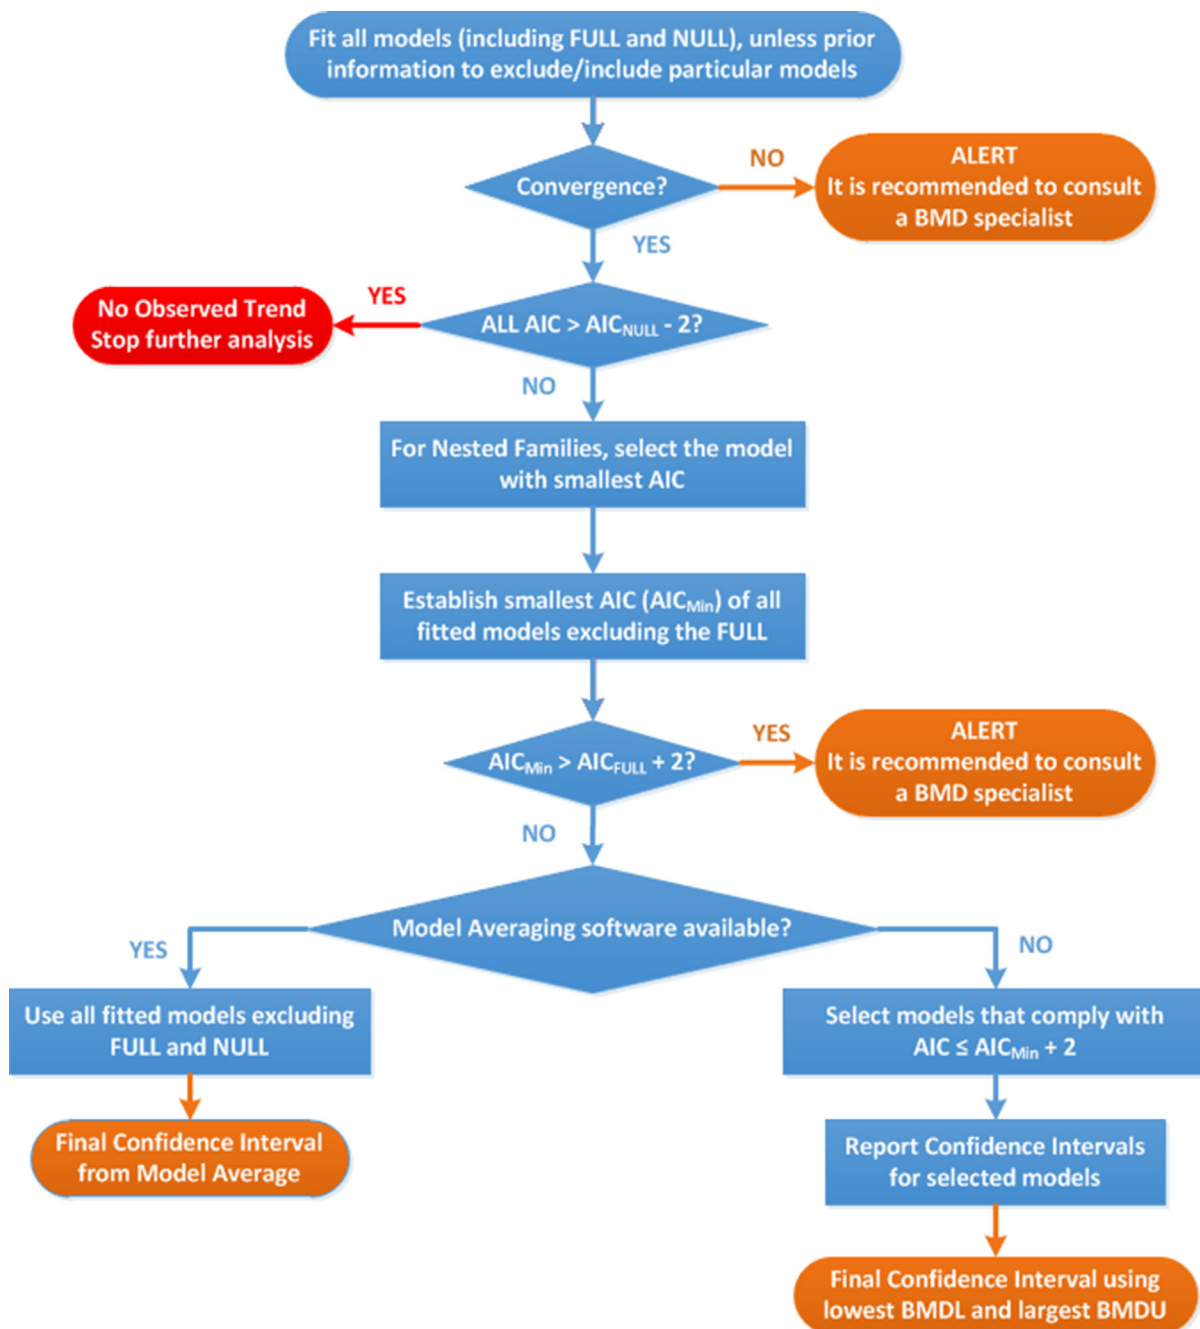 Fit all models (including FULL and NULL), unless prior
information to exclude/include particular models
Convergence?
NO
ALERT
It is recommended to consult
a BMD specialist
YES
ALL AIC > AIC_NULL - 2?
YES
No Observed Trend
Stop further analysis
NO
For Nested Families, select the model
with smallest AIC
Establish smallest AIC (AIC_Min) of all
fitted models excluding the FULL
AIC_Min > AIC_FULL + 2?
YES
ALERT
It is recommended to consult
a BMD specialist
NO
Model Averaging software available?
YES
NO
Use all fitted models excluding
FULL and NULL
Final Confidence Interval
from Model Average
Select models that comply with
AIC ≤ AIC_Min + 2
Report Confidence Intervals
for selected models
Final Confidence Interval using
lowest BMDL and largest BMDU